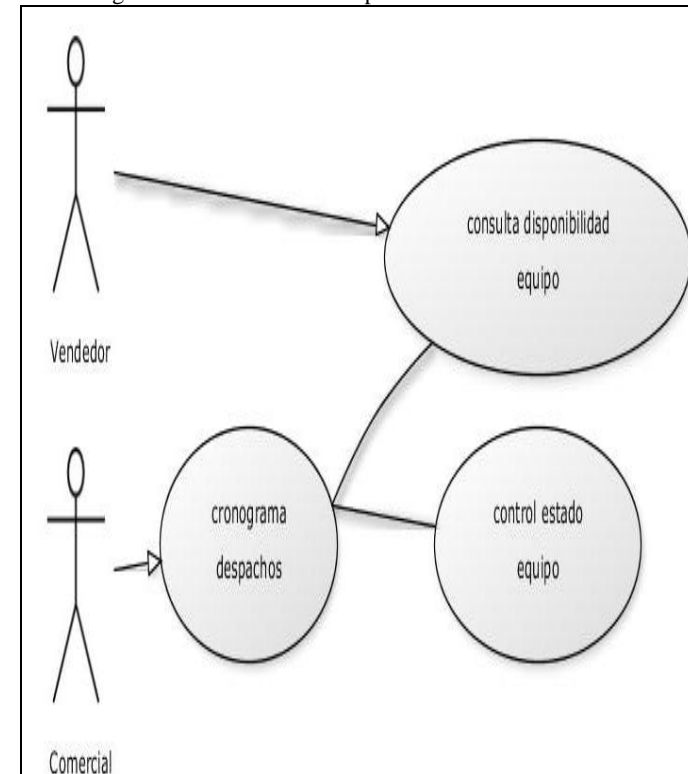 consulta disponibilidad
equipo
Vendedor
cronograma
despachos
control estado
equipo
Comercial